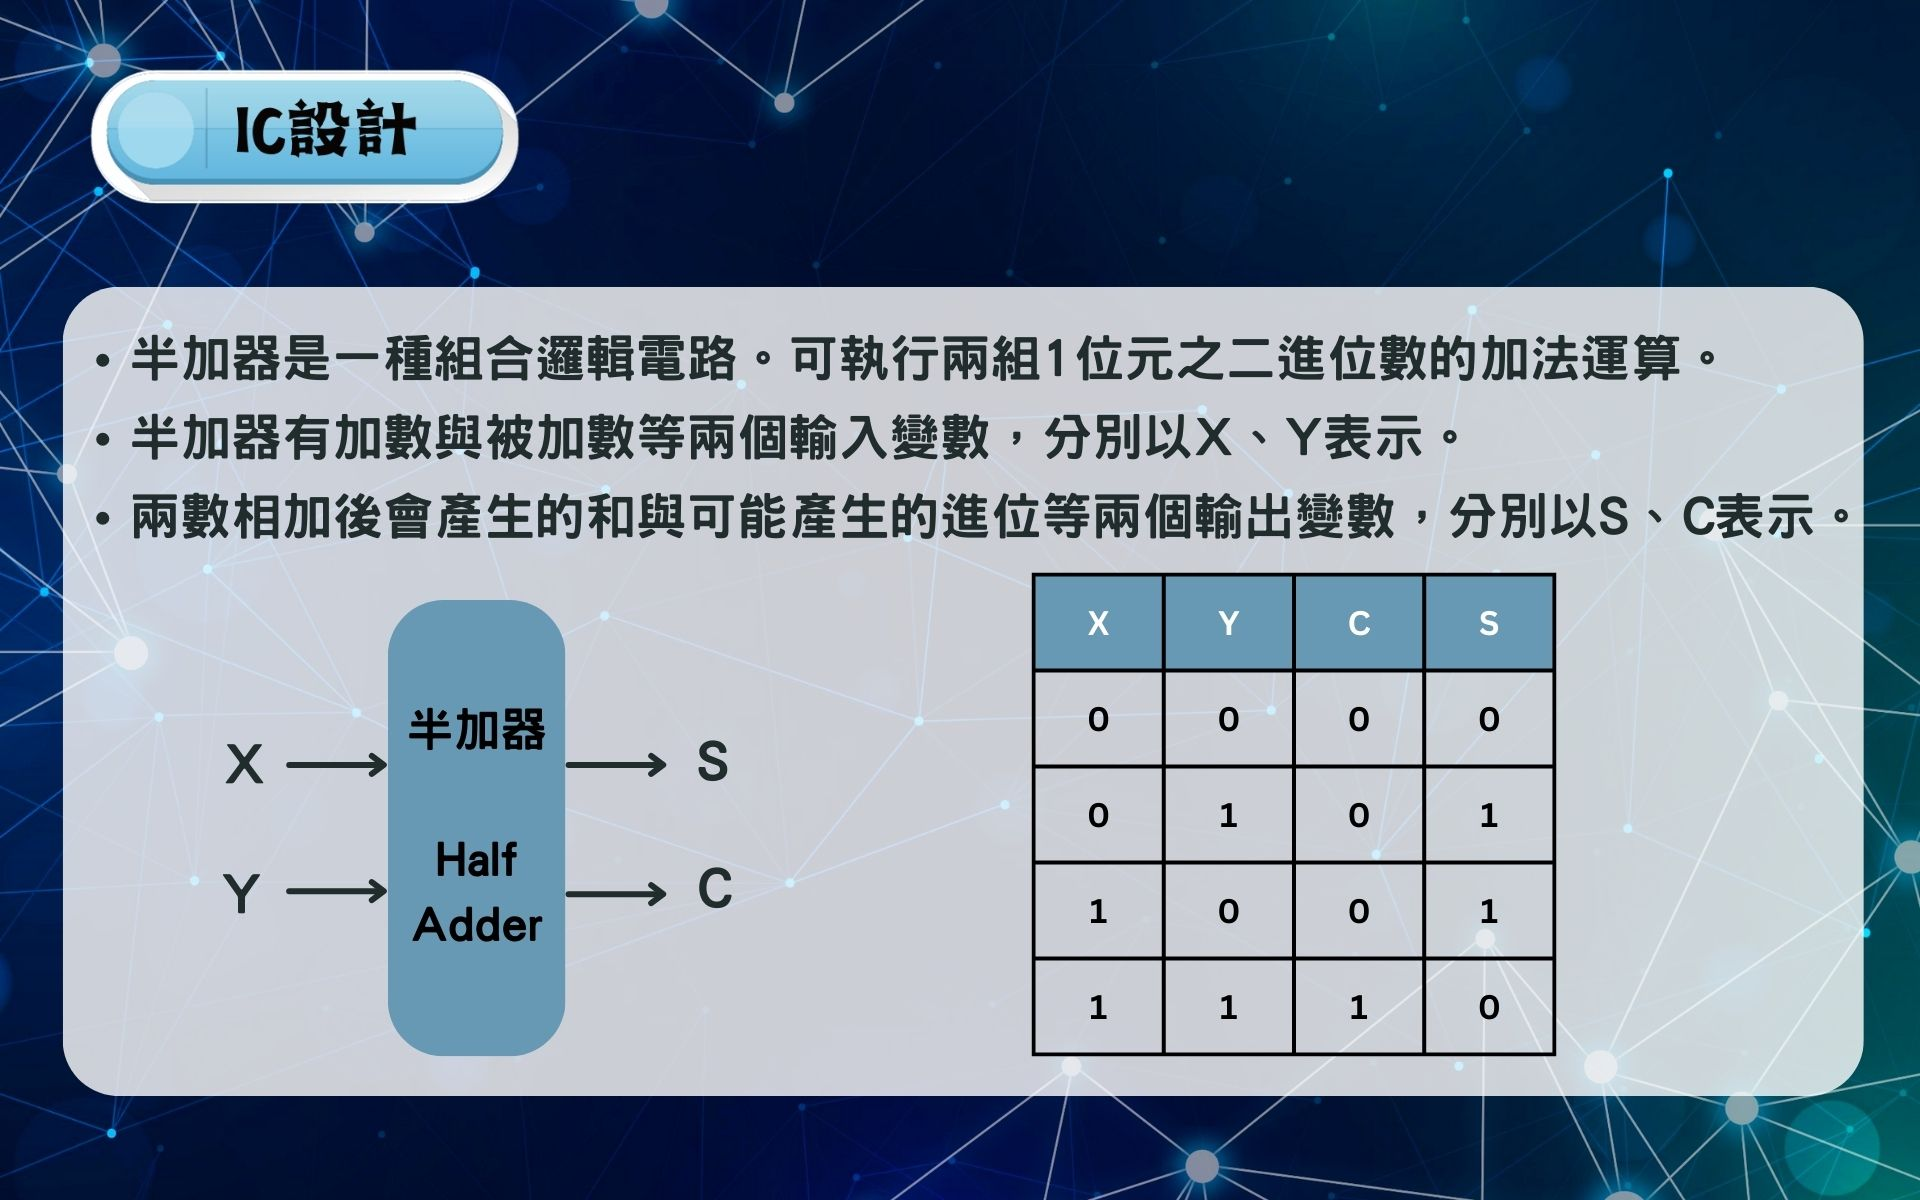 IC設計
• 半加器是一種組合邏輯電路。可執行兩組1位元之二進位數的加法運算。
• 半加器有加數與被加數等兩個輸入變數，分別以X、Y表示。
• 兩數相加後會產生的和與可能產生的進位等兩個輸出變數，分別以S、C表示。
半加器
Half
Adder
X
Y
S
C
X Y C S
0 0 0 0
0 1 0 1
1 0 0 1
1 1 1 0